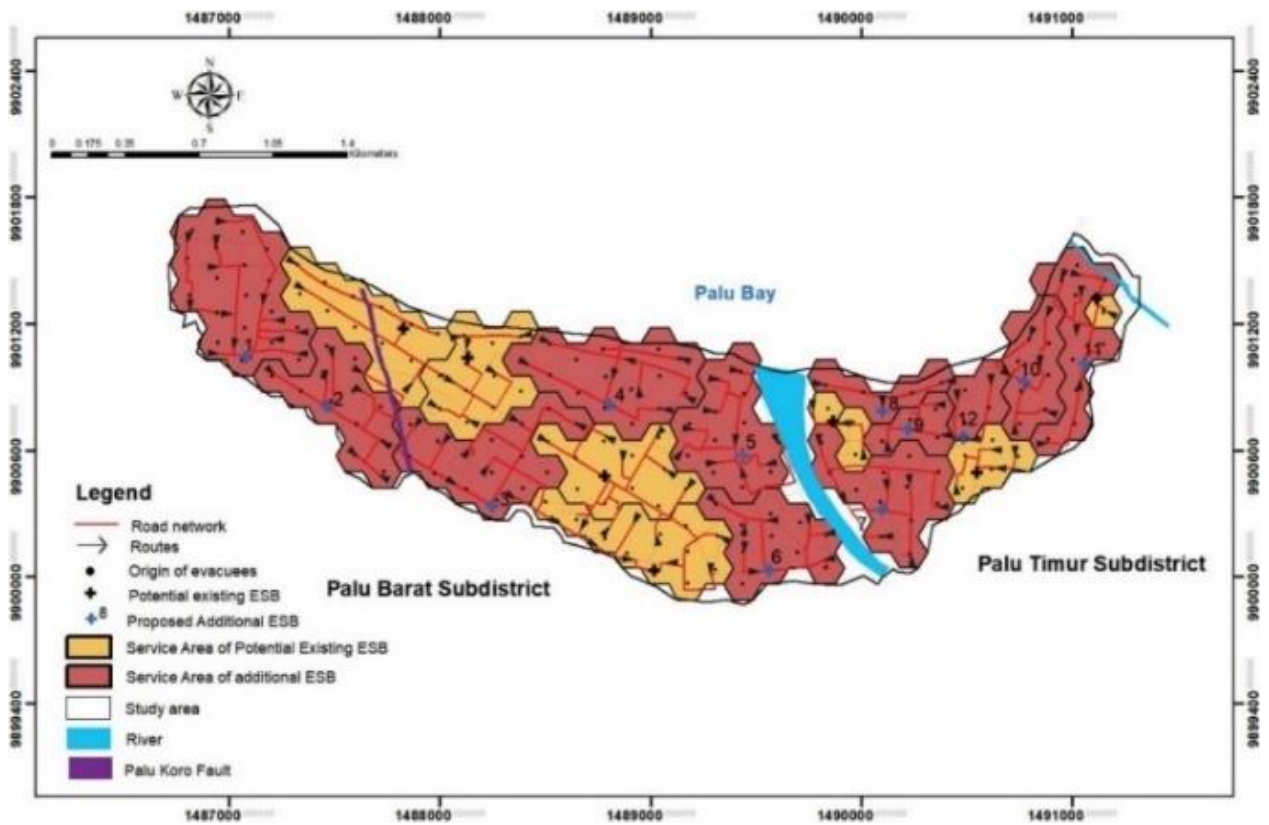 1487000 1488000 1489000 1490000 1491000
9902400 9902400
N
W E
S
0 0.175 0.35 0.7 1.05 1.4
Kilometers
9901800 9901800
Palu Bay
9901200 9901200
1
2
4
5
6
8
9
10
11
12
9900600 9900600
Legend
Road network
Routes
Origin of evacuees
Potential existing ESB
8 Proposed Additional ESB
Service Area of Potential Existing ESB
Service Area of additional ESB
Study area
River
Palu Koro Fault
Palu Barat Subdistrict
Palu Timur Subdistrict
9900000 9900000
9899400 9899400
1487000 1488000 1489000 1490000 1491000